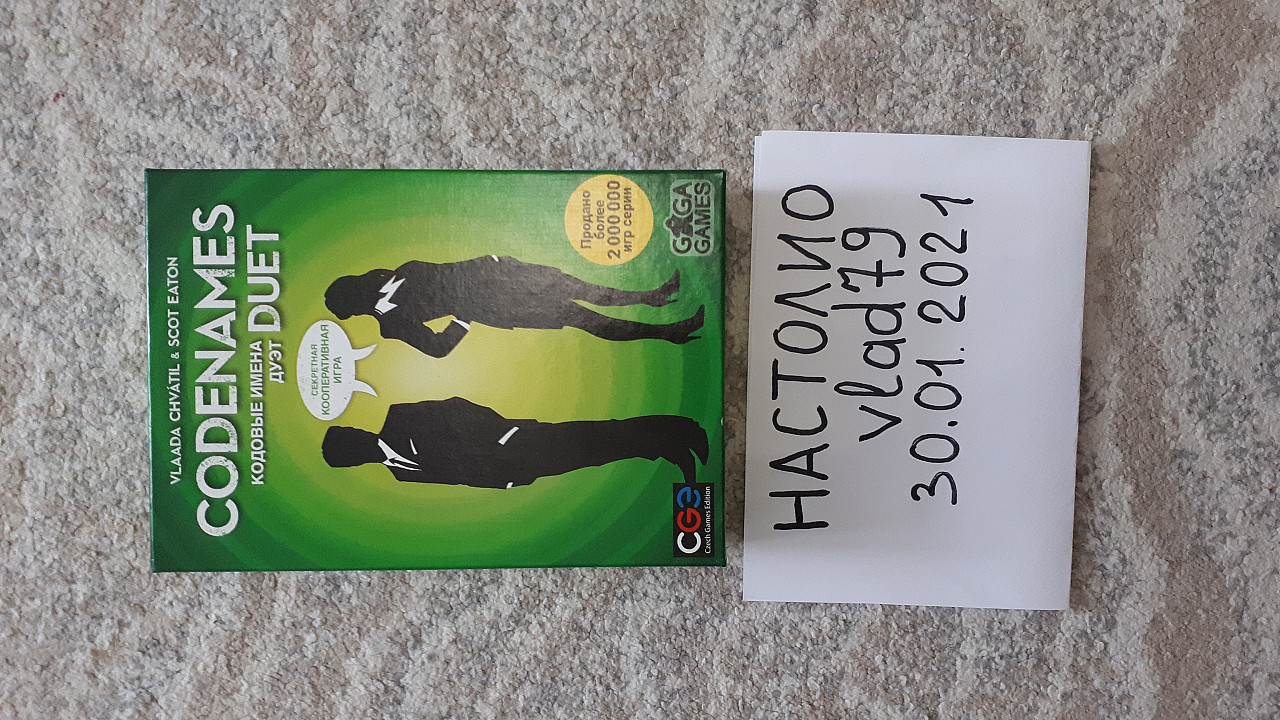 VLAADA CHVÁTIL & SCOT EATON
CODENAMES
КОДОВЫЕ ИМЕНА DUET
ДУЭТ
СЕКРЕТНАЯ
КООПЕРАТИВНАЯ
ИГРА
Продано
более
2 000 000
игр серии
GAGA
GAMES
CGE
Czech Games Edition
НАСТОЛИО
vlad79
30.01.2021